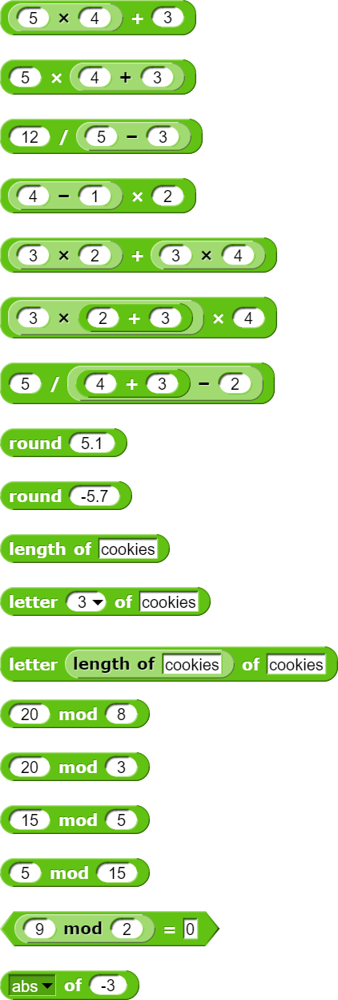 5 × 4 + 3
5 × 4 + 3
12 / 5 − 3
4 − 1 × 2
3 × 2 + 3 × 4
3 × 2 + 3 × 4
5 / 4 + 3 − 2
round 5.1
round -5.7
length of cookies
letter 3 of cookies
letter length of cookies of cookies
20 mod 8
20 mod 3
15 mod 5
5 mod 15
9 mod 2 = 0
abs of -3